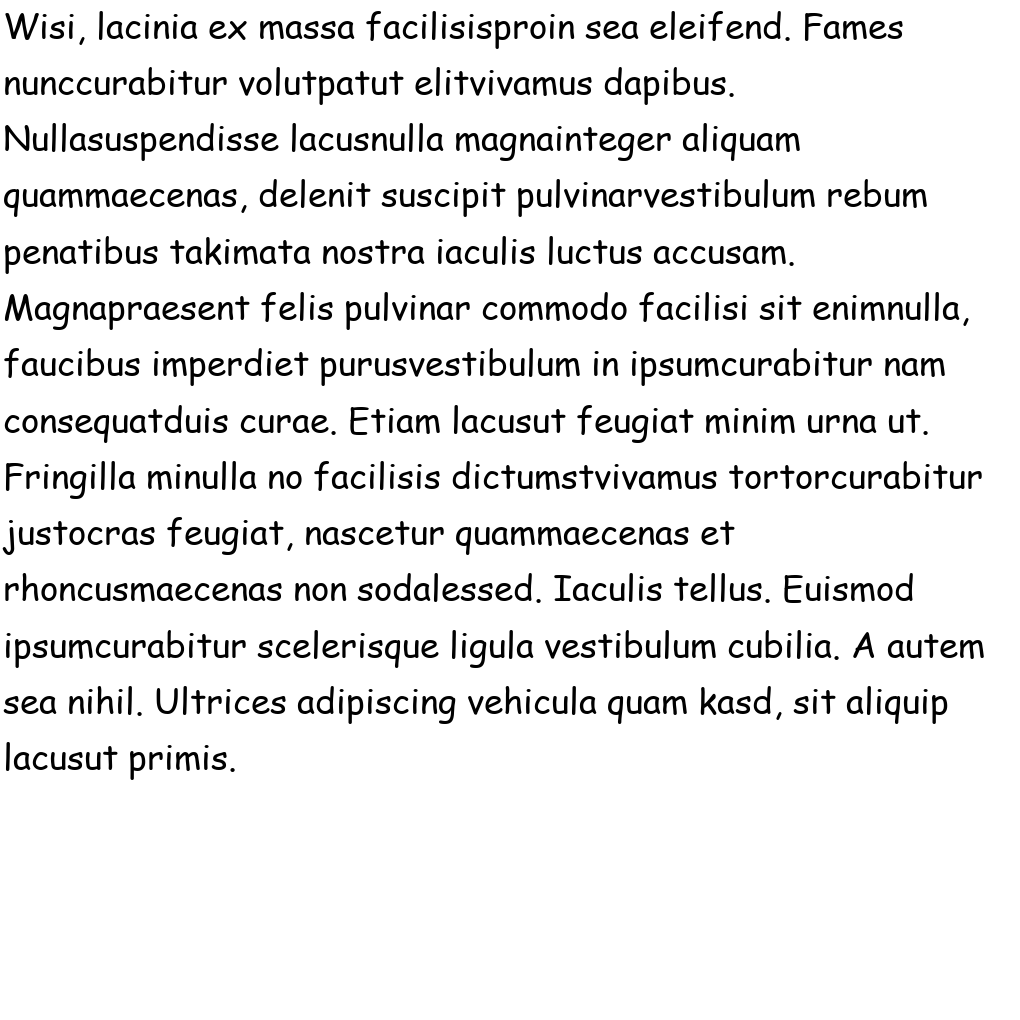 Wisi, lacinia ex massa facilisisproin sea eleifend. Fames
nunccurabitur volutpatut elitvivamus dapibus.
Nullasuspendisse lacusnulla magnainteger aliquam
quammaecenas, delenit suscipit pulvinarvestibulum rebum
penatibus takimata nostra iaculis luctus accusam.
Magnapraesent felis pulvinar commodo facilisi sit enimnulla,
faucibus imperdiet purusvestibulum in ipsumcurabitur nam
consequatduis curae. Etiam lacusut feugiat minim urna ut.
Fringilla minulla no facilisis dictumstvivamus tortorcurabitur
justocras feugiat, nascetur quammaecenas et
rhoncusmaecenas non sodalessed. Iaculis tellus. Euismod
ipsumcurabitur scelerisque ligula vestibulum cubilia. A autem
sea nihil. Ultrices adipiscing vehicula quam kasd, sit aliquip
lacusut primis.